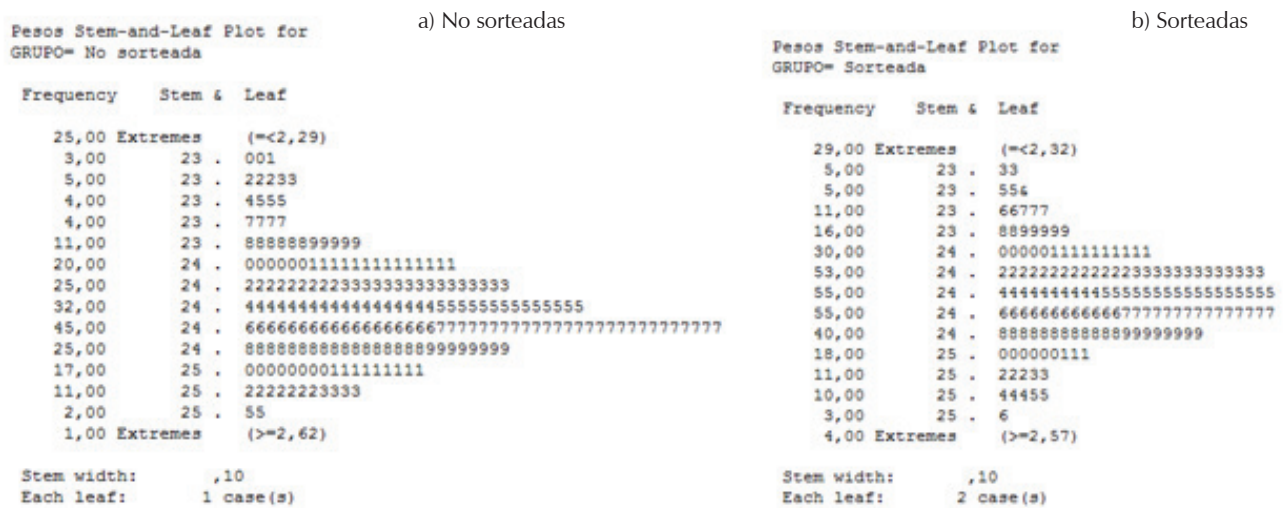 a) No sorteadas
Pesos Stem-and-Leaf Plot for
GRUPO= No sorteada
Frequency Stem & Leaf
25,00 Extremes (=<2,29)
3,00 23 . 001
5,00 23 . 22233
4,00 23 . 4555
4,00 23 . 7777
11,00 23 . 88888899999
20,00 24 . 00000011111111111111
25,00 24 . 2222222223333333333333333
32,00 24 . 44444444444444444455555555555555
45,00 24 . 666666666666666666777777777777777777777777777
25,00 24 . 8888888888888888899999999
17,00 25 . 00000000111111111
11,00 25 . 22222223333
2,00 25 . 55
1,00 Extremes (>=2,62)
Stem width: ,10
Each leaf: 1 case(s)
b) Sorteadas
Pesos Stem-and-Leaf Plot for
GRUPO= Sorteada
Frequency Stem & Leaf
29,00 Extremes (=<2,32)
5,00 23 . 33
5,00 23 . 55&
11,00 23 . 66777
16,00 23 . 8899999
30,00 24 . 000001111111111
53,00 24 . 22222222222223333333333333
55,00 24 . 444444444455555555555555555
55,00 24 . 666666666666777777777777777
40,00 24 . 88888888888899999999
18,00 25 . 000000111
11,00 25 . 22233
10,00 25 . 44455
3,00 25 . 6
4,00 Extremes (>=2,57)
Stem width: ,10
Each leaf: 2 case(s)